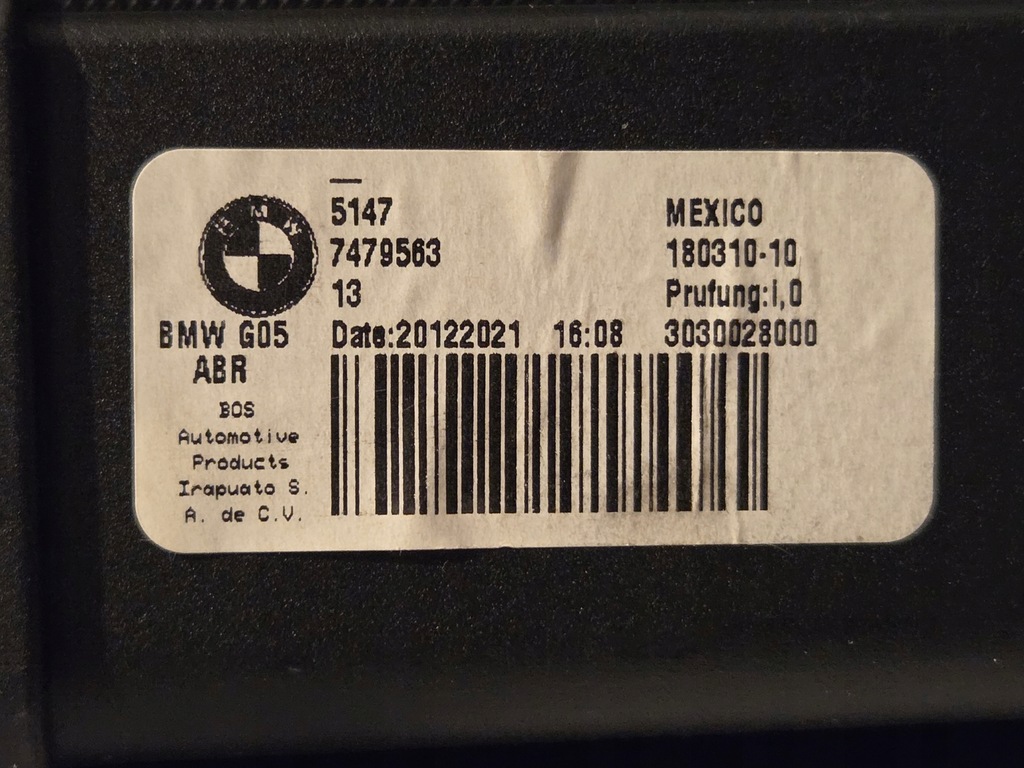 BMW
5147
7479563
13
Date:20122021 16:08
MEXICO
180310-10
Prufung:i,O
3030028000
BMW G05
ABR
BOS
Automotive
Products
Irapuato S.
A. de C.V.